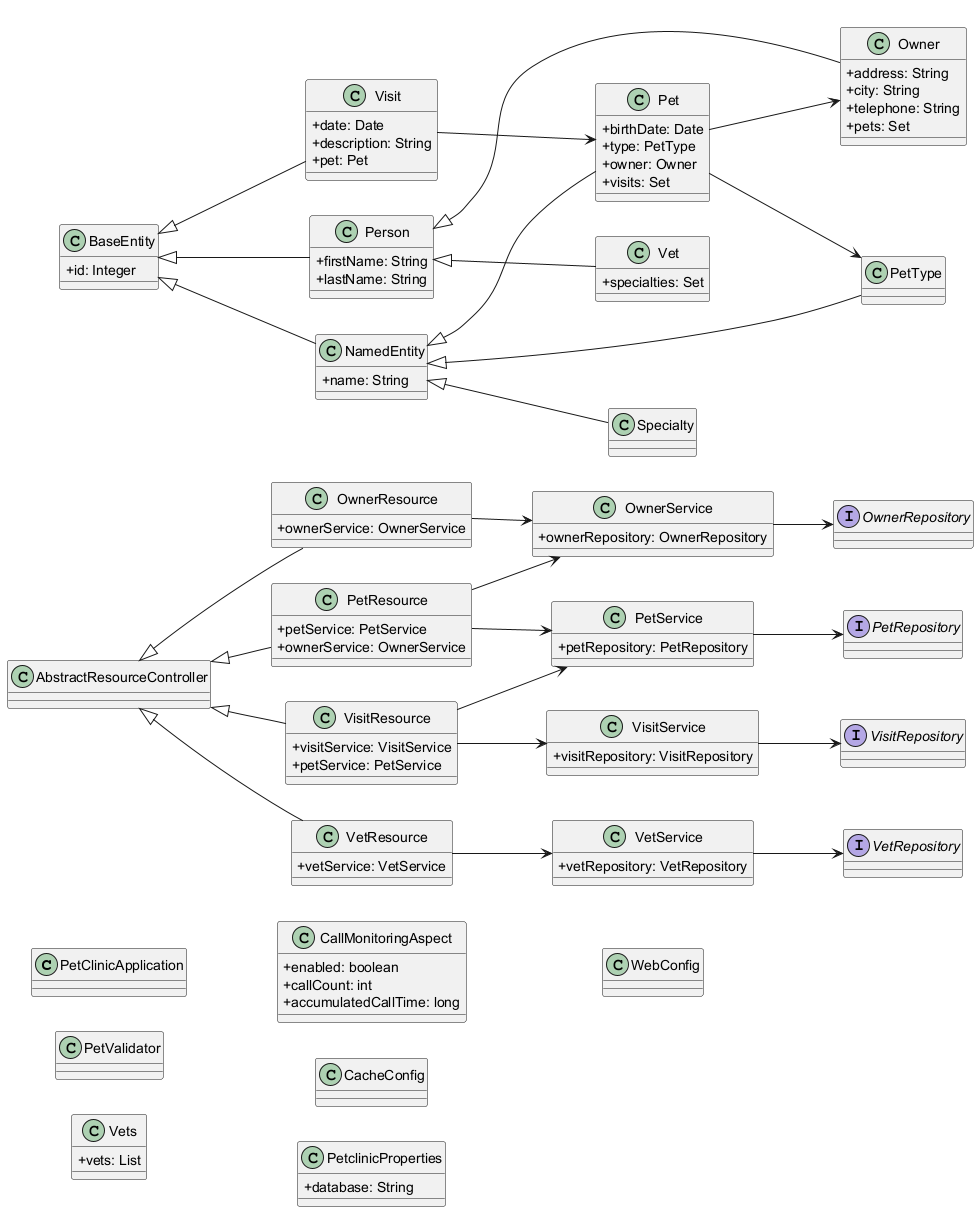 C Owner
+address: String
+city: String
+telephone: String
+pets: Set
C Visit
+date: Date
+description: String
+pet: Pet
C Pet
+birthDate: Date
+type: PetType
+owner: Owner
+visits: Set
C BaseEntity
+id: Integer
C Person
+firstName: String
+lastName: String
C Vet
+specialties: Set
C PetType
C NamedEntity
+name: String
C Specialty
C OwnerResource
+ownerService: OwnerService
C OwnerService
+ownerRepository: OwnerRepository
I OwnerRepository
C PetResource
+petService: PetService
+ownerService: OwnerService
C PetService
+petRepository: PetRepository
I PetRepository
C AbstractResourceController
C VisitResource
+visitService: VisitService
+petService: PetService
C VisitService
+visitRepository: VisitRepository
I VisitRepository
C VetResource
+vetService: VetService
C VetService
+vetRepository: VetRepository
I VetRepository
C PetClinicApplication
C CallMonitoringAspect
+enabled: boolean
+callCount: int
+accumulatedCallTime: long
C WebConfig
C PetValidator
C CacheConfig
C Vets
+vets: List
C PetclinicProperties
+database: String